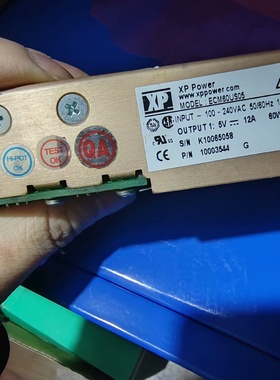 XP Power
www.xppower.com
XP
MODEL : ECM60US05
INPUT ~ 100 - 240VAC 50/60Hz
OUTPUT 1: 5V 12A 60W
S/N K10065058
P/N 10003544 G
HI-POT
OK
TEST
OK
QA